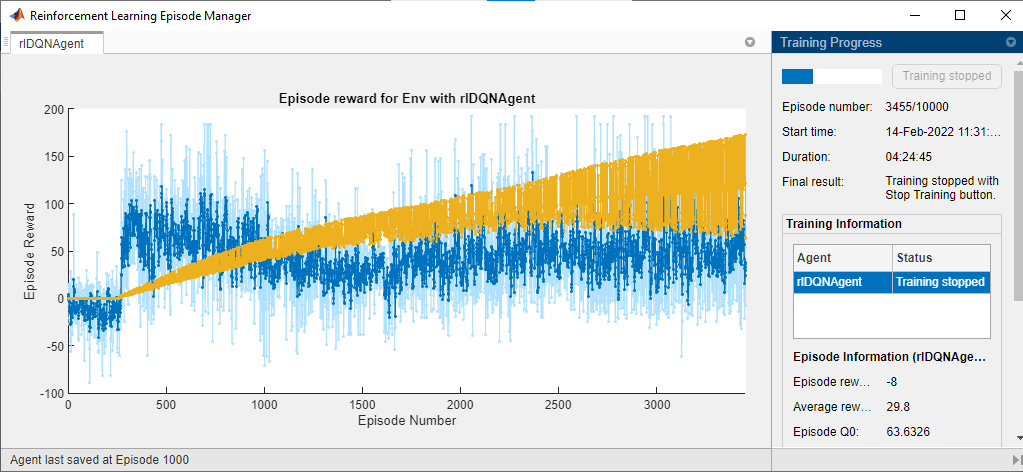 Reinforcement Learning Episode Manager
rlDQNAgent
Training Progress
Training stopped
Episode number: 3455/10000
Start time: 14-Feb-2022 11:31:...
Duration: 04:24:45
Final result: Training stopped with
Stop Training button.
Training Information
Agent Status
rlDQNAgent Training stopped
Episode Information (rlDQNAge...
Episode rew... -8
Average rew... 29.8
Episode Q0: 63.6326
Episode reward for Env with rlDQNAgent
Episode Reward
200
150
100
50
0
-50
-100
0 500 1000 1500 2000 2500 3000
Episode Number
Agent last saved at Episode 1000